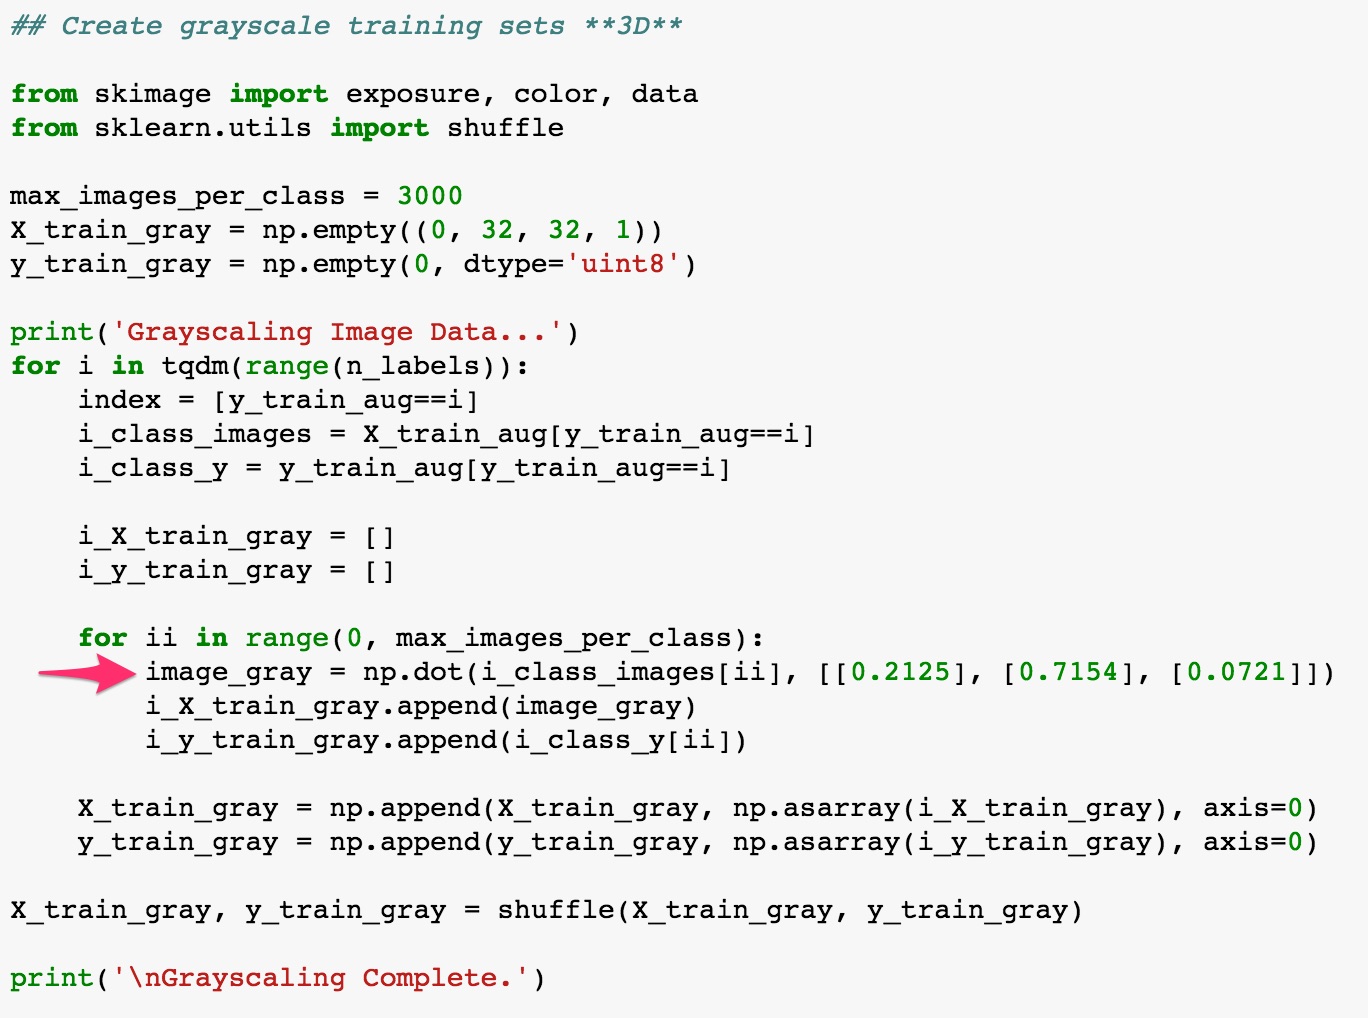 ## Create grayscale training sets **3D**
from skimage import exposure, color, data
from sklearn.utils import shuffle
max_images_per_class = 3000
X_train_gray = np.empty((0, 32, 32, 1))
y_train_gray = np.empty(0, dtype='uint8')
print('Grayscaling Image Data...')
for i in tqdm(range(n_labels)):
    index = [y_train_aug==i]
    i_class_images = X_train_aug[y_train_aug==i]
    i_class_y = y_train_aug[y_train_aug==i]
    i_X_train_gray = []
    i_y_train_gray = []
    for ii in range(0, max_images_per_class):
        image_gray = np.dot(i_class_images[ii], [[0.2125], [0.7154], [0.0721]])
        i_X_train_gray.append(image_gray)
        i_y_train_gray.append(i_class_y[ii])
    X_train_gray = np.append(X_train_gray, np.asarray(i_X_train_gray), axis=0)
    y_train_gray = np.append(y_train_gray, np.asarray(i_y_train_gray), axis=0)
X_train_gray, y_train_gray = shuffle(X_train_gray, y_train_gray)
print('\nGrayscaling Complete.')